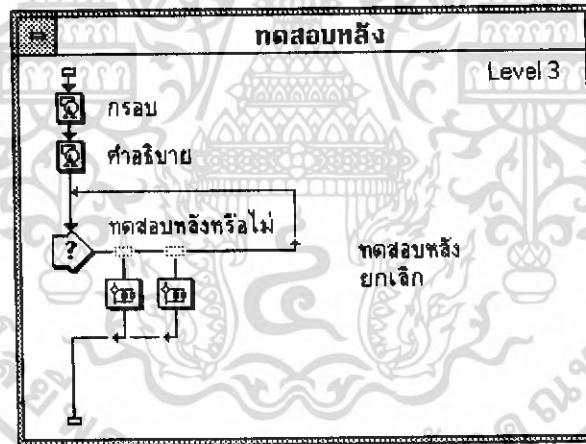 ทดสอบหลัง
Level 3
กรอบ
คำอธิบาย
ทดสอบหลังหรือไม่
?
ทดสอบหลัง
ยกเลิก